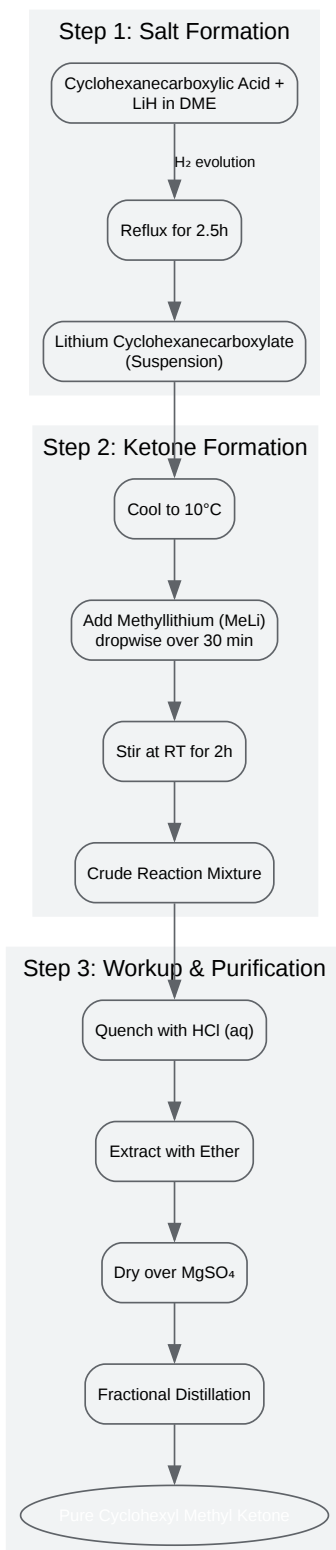 Step 1: Salt Formation
Cyclohexanecarboxylic Acid +
LiH in DME
H₂ evolution
Reflux for 2.5h
Lithium Cyclohexanecarboxylate
(Suspension)
Step 2: Ketone Formation
Cool to 10°C
Add Methyllithium (MeLi)
dropwise over 30 min
Stir at RT for 2h
Crude Reaction Mixture
Step 3: Workup & Purification
Quench with HCl (aq)
Extract with Ether
Dry over MgSO₄
Fractional Distillation
Pure Cyclohexyl Methyl Ketone